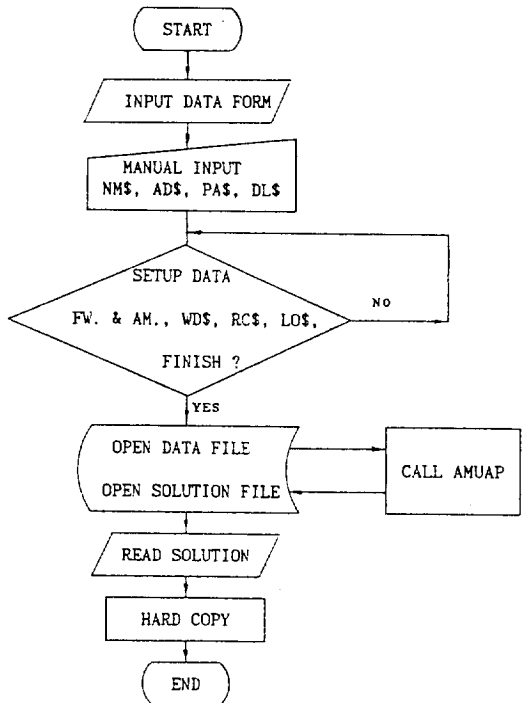 START
INPUT DATA FORM
MANUAL INPUT
NM$, AD$, PA$, DL$
SETUP DATA
FW. & AM., WD$, RC$, LO$,
FINISH ?
NO
YES
OPEN DATA FILE
OPEN SOLUTION FILE
CALL AMUAP
READ SOLUTION
HARD COPY
END